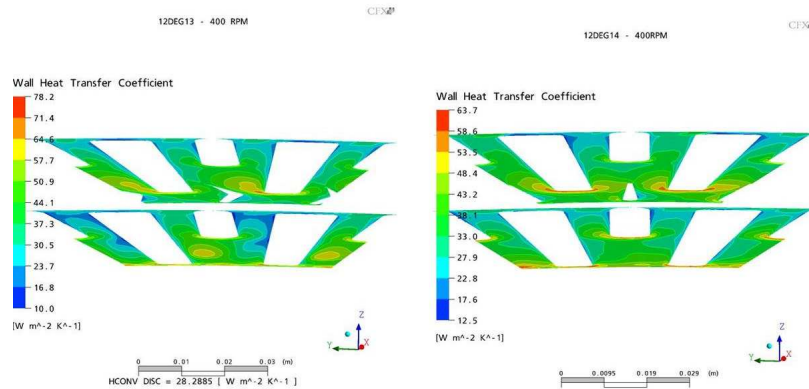 CFX
12DEG13 - 400 RPM
Wall Heat Transfer Coefficient
78.2
71.4
64.6
57.7
50.9
44.1
37.3
30.5
23.7
16.8
10.0
[W m^-2 K^-1]
Z
Y
X
0
0.01
0.02
0.03
(m)
HCONV DISC = 28.2885 [ W m^-2 K^-1 ]
CFX
12DEG14 - 400RPM
Wall Heat Transfer Coefficient
63.7
58.6
53.5
48.4
43.2
38.1
33.0
27.9
22.8
17.6
12.5
[W m^-2 K^-1]
Z
Y
X
0
0.0095
0.019
0.029
(m)